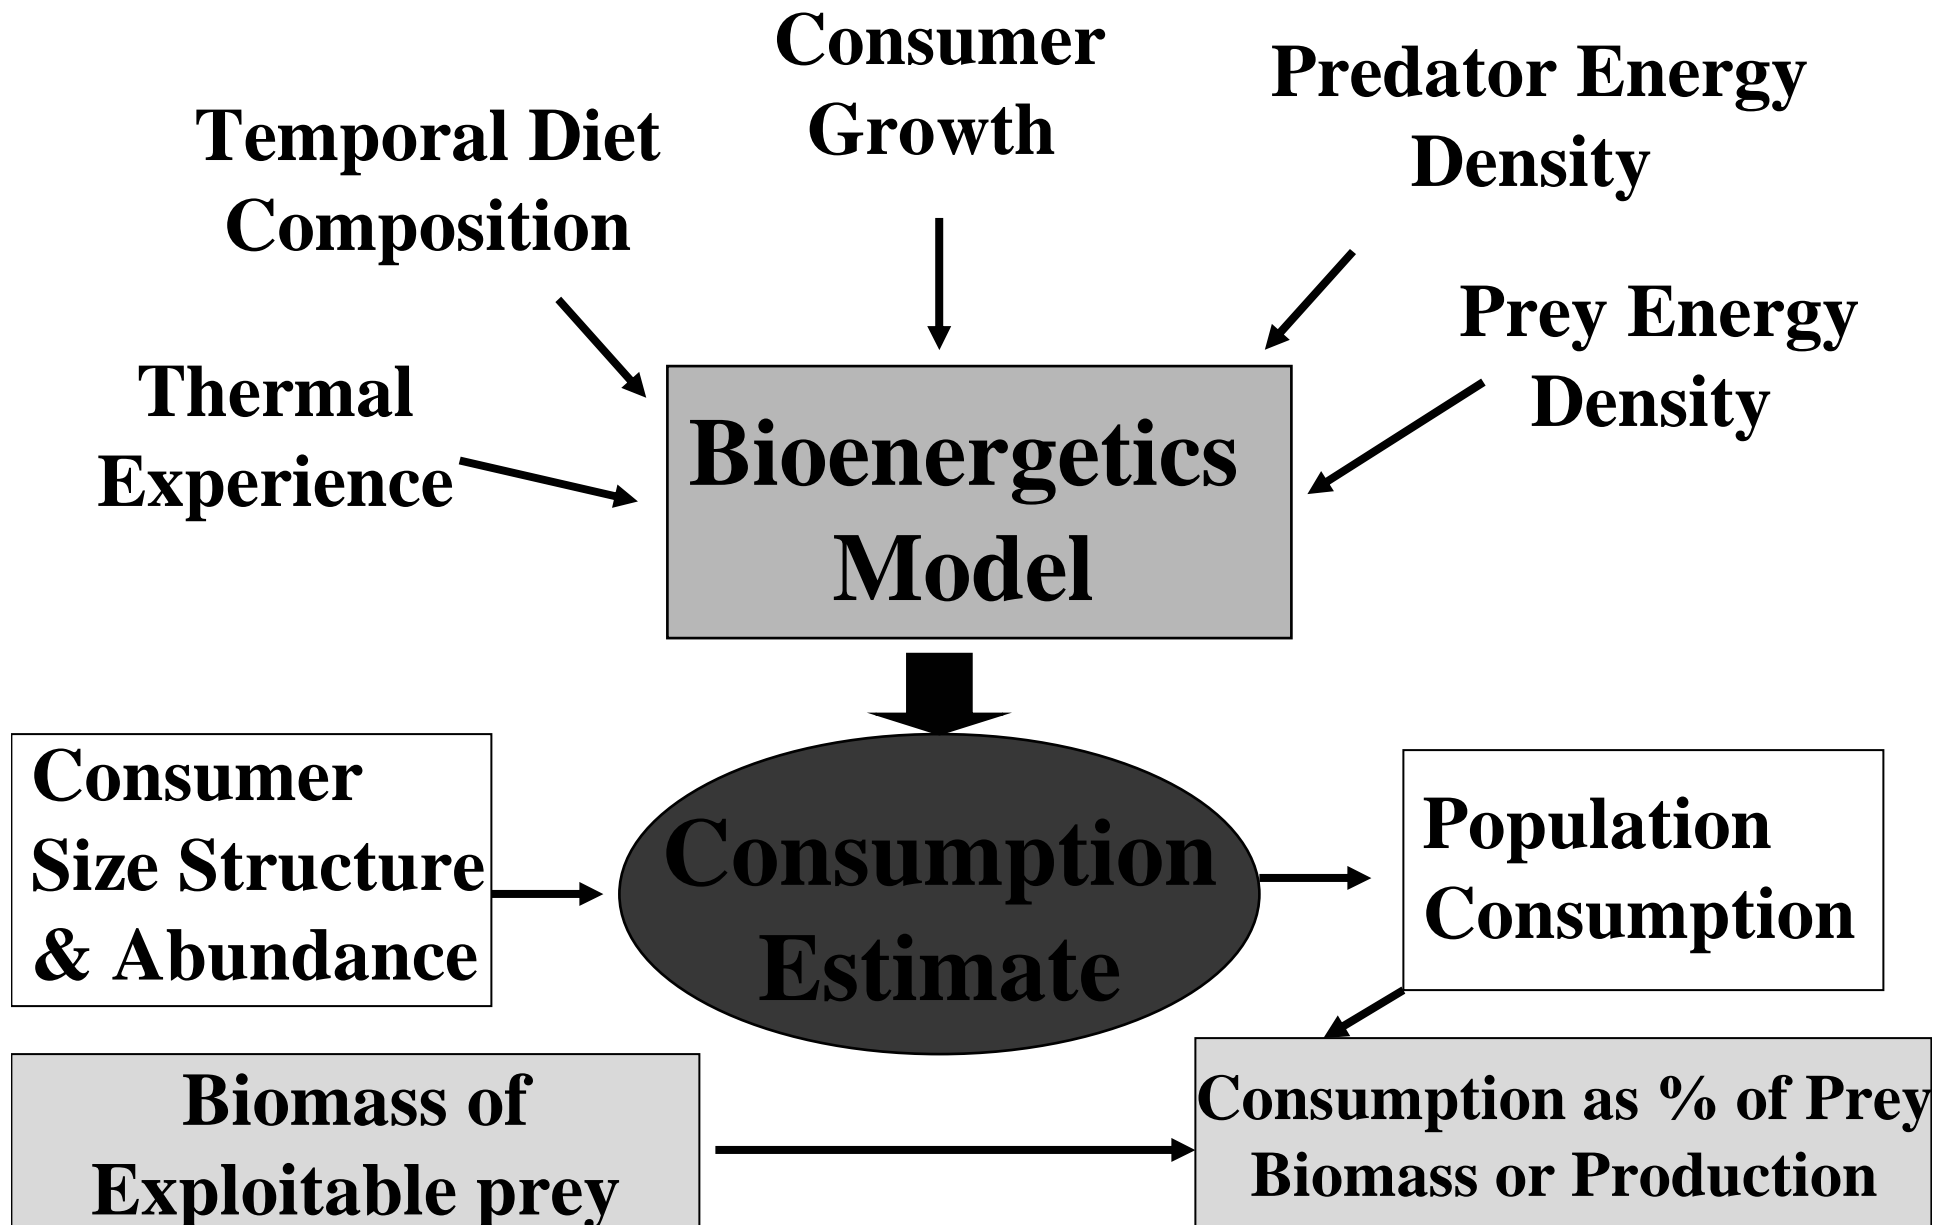 Consumer
Growth
Predator Energy
Density
Temporal Diet
Composition
Prey Energy
Density
Thermal
Experience
Bioenergetics
Model
Consumer
Size Structure
& Abundance
Consumption
Estimate
Population
Consumption
Biomass of
Exploitable prey
Consumption as % of Prey
Biomass or Production